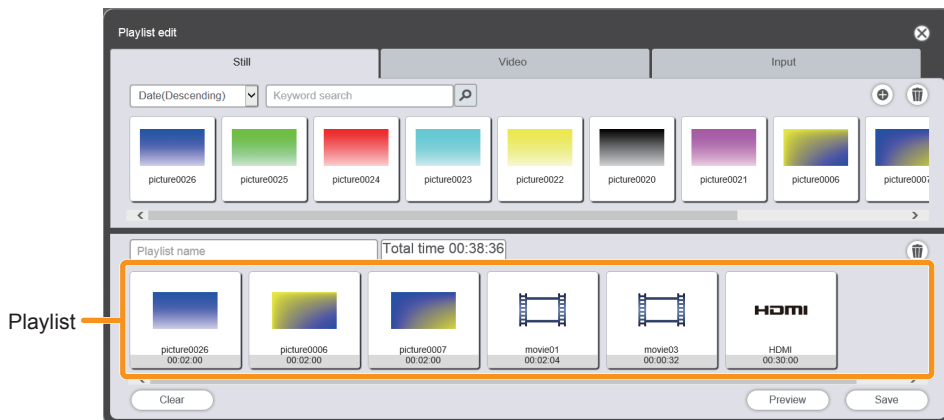 Playlist edit
Still Video Input
Date(Descending) Keyword search
picture0026 picture0025 picture0024 picture0023 picture0022 picture0020 picture0021 picture0006 picture0007
Playlist name Total time 00:38:36
HDMI
Playlist
picture0026 picture0006 picture0007 movie01 movie03 HDMI
00:02:00 00:02:00 00:02:00 00:02:04 00:00:32 00:30:00
Clear Preview Save